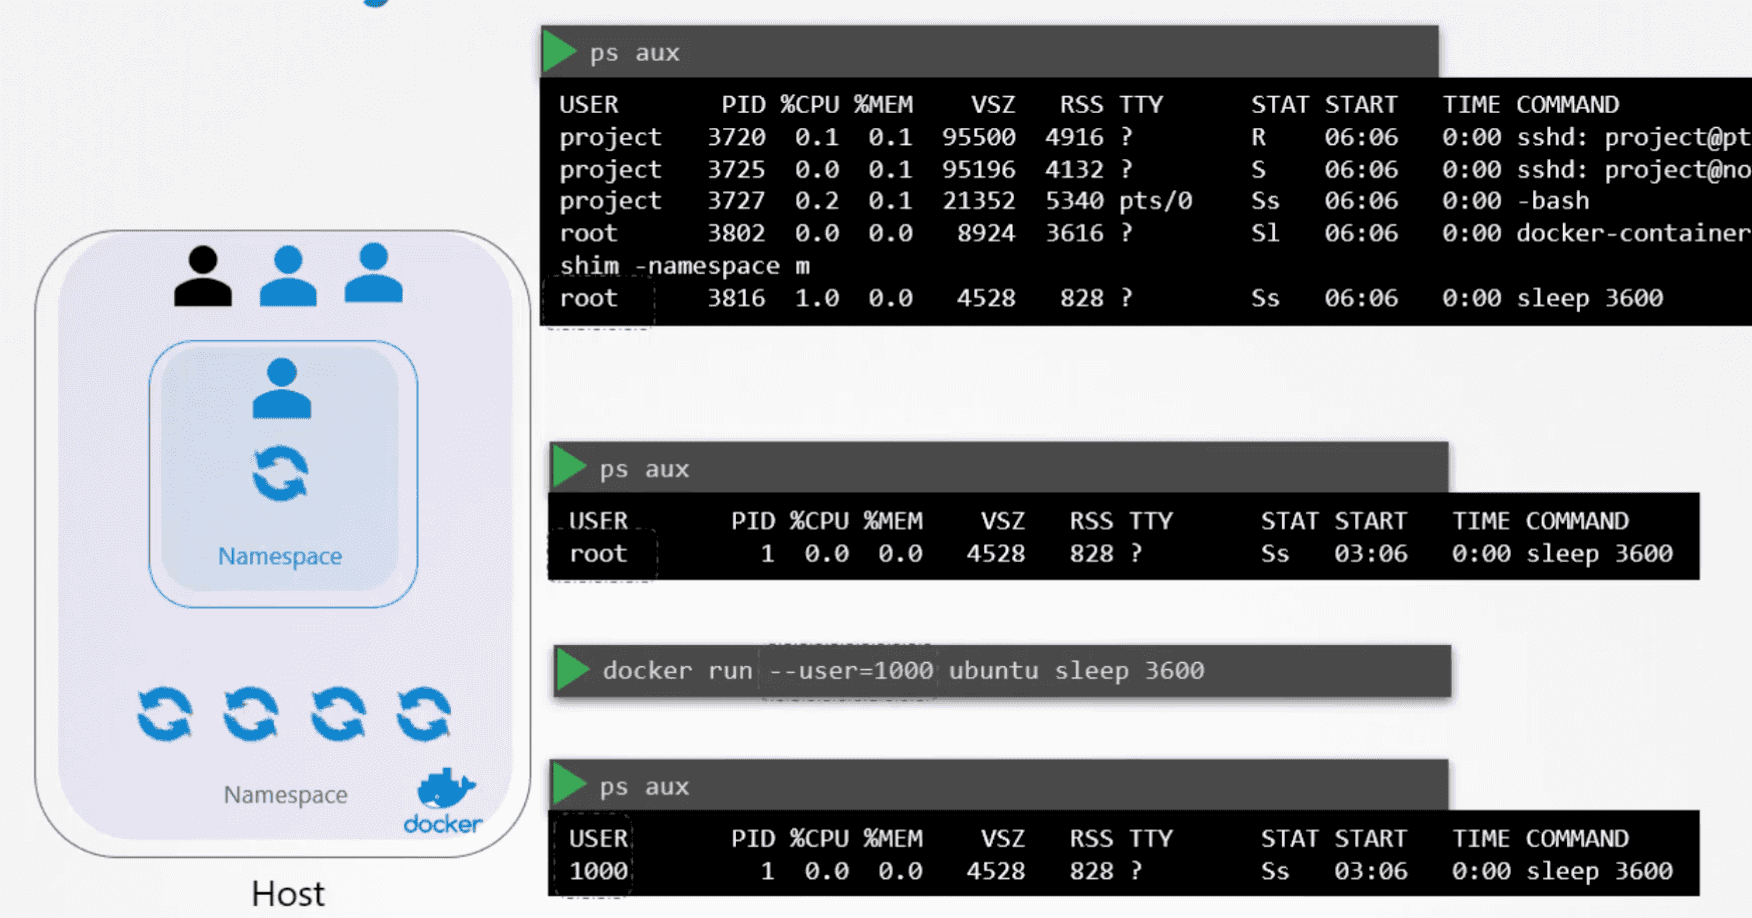 ps aux
USER PID %CPU %MEM VSZ RSS TTY STAT START TIME COMMAND
project 3720 0.1 0.1 95500 4916 ? R 06:06 0:00 sshd: project@pt
project 3725 0.0 0.1 95196 4132 ? S 06:06 0:00 sshd: project@no
project 3727 0.2 0.1 21352 5340 pts/0 Ss 06:06 0:00 -bash
root 3802 0.0 0.0 8924 3616 ? Sl 06:06 0:00 docker-container
shim -namespace m
root 3816 1.0 0.0 4528 828 ? Ss 06:06 0:00 sleep 3600
ps aux
USER PID %CPU %MEM VSZ RSS TTY STAT START TIME COMMAND
root 1 0.0 0.0 4528 828 ? Ss 03:06 0:00 sleep 3600
docker run --user=1000 ubuntu sleep 3600
ps aux
USER PID %CPU %MEM VSZ RSS TTY STAT START TIME COMMAND
1000 1 0.0 0.0 4528 828 ? Ss 03:06 0:00 sleep 3600
Namespace
Namespace
docker
Host